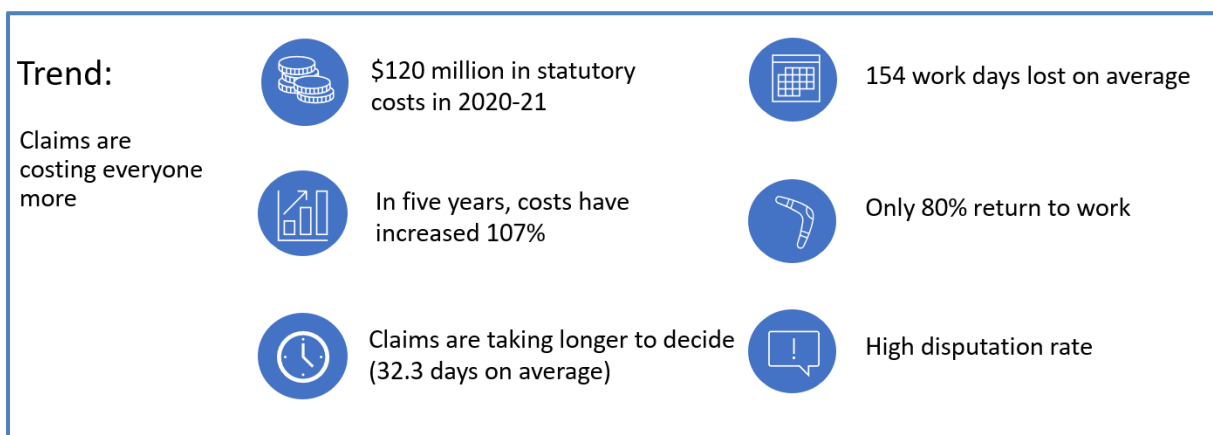 Trend:
Claims are
costing everyone
more
$120 million in statutory
costs in 2020-21
In five years, costs have
increased 107%
Claims are taking longer to decide
(32.3 days on average)
154 work days lost on average
Only 80% return to work
High disputation rate